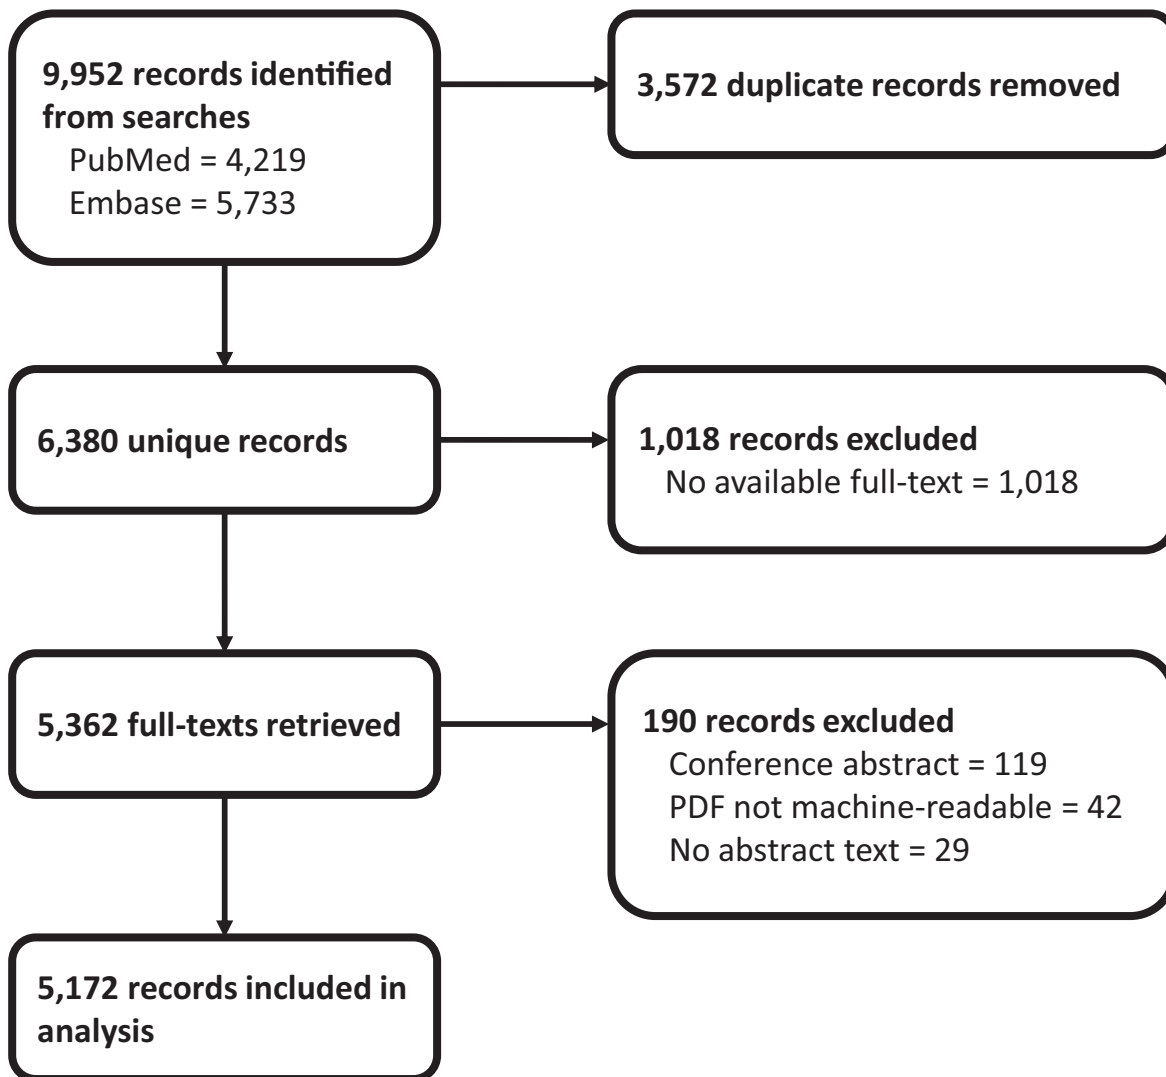 9,952 records identified
from searches
PubMed = 4,219
Embase = 5,733
3,572 duplicate records removed
6,380 unique records
1,018 records excluded
No available full-text = 1,018
5,362 full-texts retrieved
190 records excluded
Conference abstract = 119
PDF not machine-readable = 42
No abstract text = 29
5,172 records included in
analysis